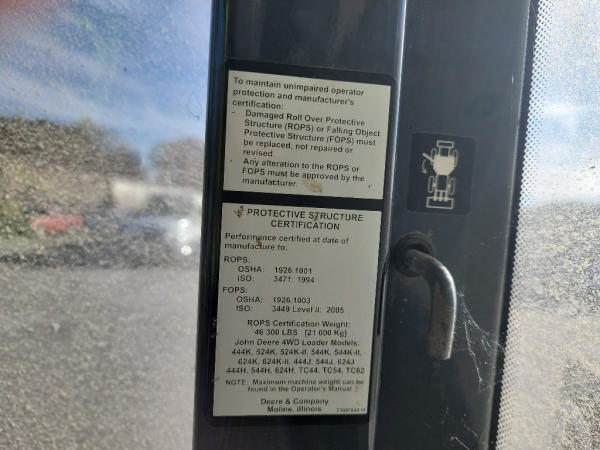 To maintain unimpaired operator
protection and manufacturer's
certification:
- Damaged Roll Over Protective
Structure (ROPS) or Falling Object
Protective Structure (FOPS) must
be replaced, not repaired or
revised.
- Any alteration to the ROPS or
FOPS must be approved by the
manufacturer.
PROTECTIVE STRUCTURE
CERTIFICATION
Performance certified at date of
manufacture to:
ROPS:
OSHA: 1926.1001
ISO: 3471: 1994
FOPS:
OSHA: 1926.1003
ISO: 3449 Level II: 2005
ROPS Certification Weight:
46 300 LBS [21 000 Kg]
John Deere 4WD Loader Models:
444K, 524K, 524K-II, 544K, 544K-II,
624K, 624K-II, 444J, 544J, 624J
444H, 544H, 624H, TC44, TC54, TC62
NOTE: Maximum machine weight can be
found in the Operator's Manual
Deere & Company
Moline, Illinois